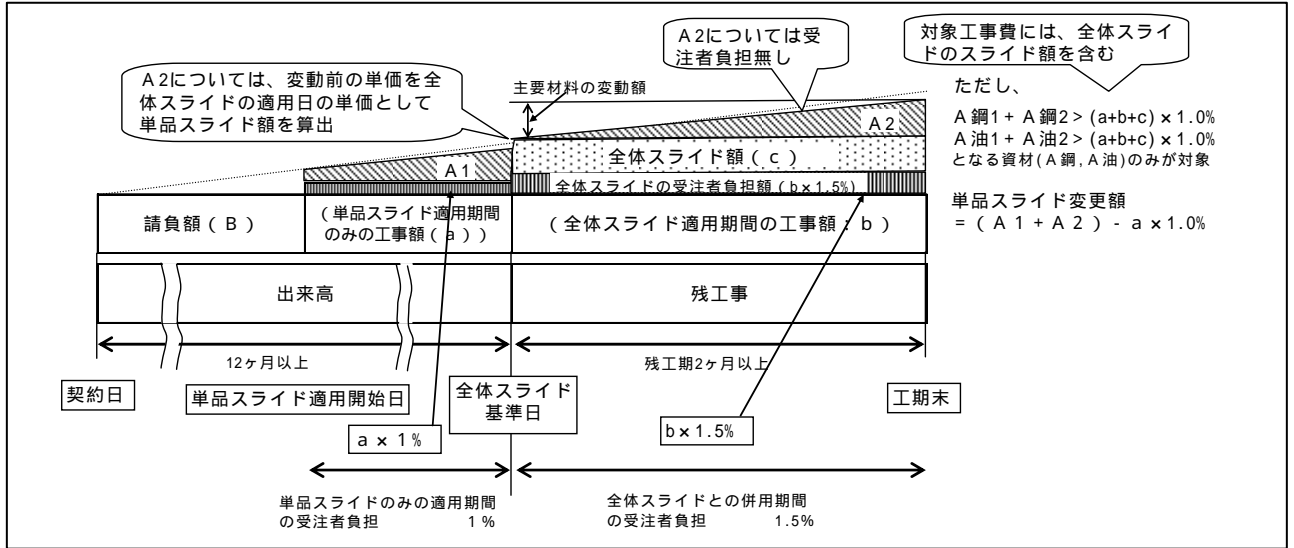 A2については受
注者負担無し
対象工事費には、全体スライ
ドのスライド額を含む
A2については、変動前の単価を全
体スライドの適用日の単価として
単品スライド額を算出
主要材料の変動額
ただし、
A鋼1+A鋼2>(a+b+c)×1.0%
A油1+A油2>(a+b+c)×1.0%
となる資材(A鋼,A油)のみが対象
単品スライド変更額
=(A1+A2)-a×1.0%
A2
全体スライド額(c)
A1
全体スライドの受注者負担額(b×1.5%)
請負額(B)
(単品スライド適用期間
のみの工事額(a))
(全体スライド適用期間の工事額:b)
出来高
残工事
12ヶ月以上
残工期2ヶ月以上
契約日
単品スライド適用開始日
全体スライド
基準日
工期末
a×1%
b×1.5%
単品スライドのみの適用期間
の受注者負担 1%
全体スライドとの併用期間
の受注者負担 1.5%